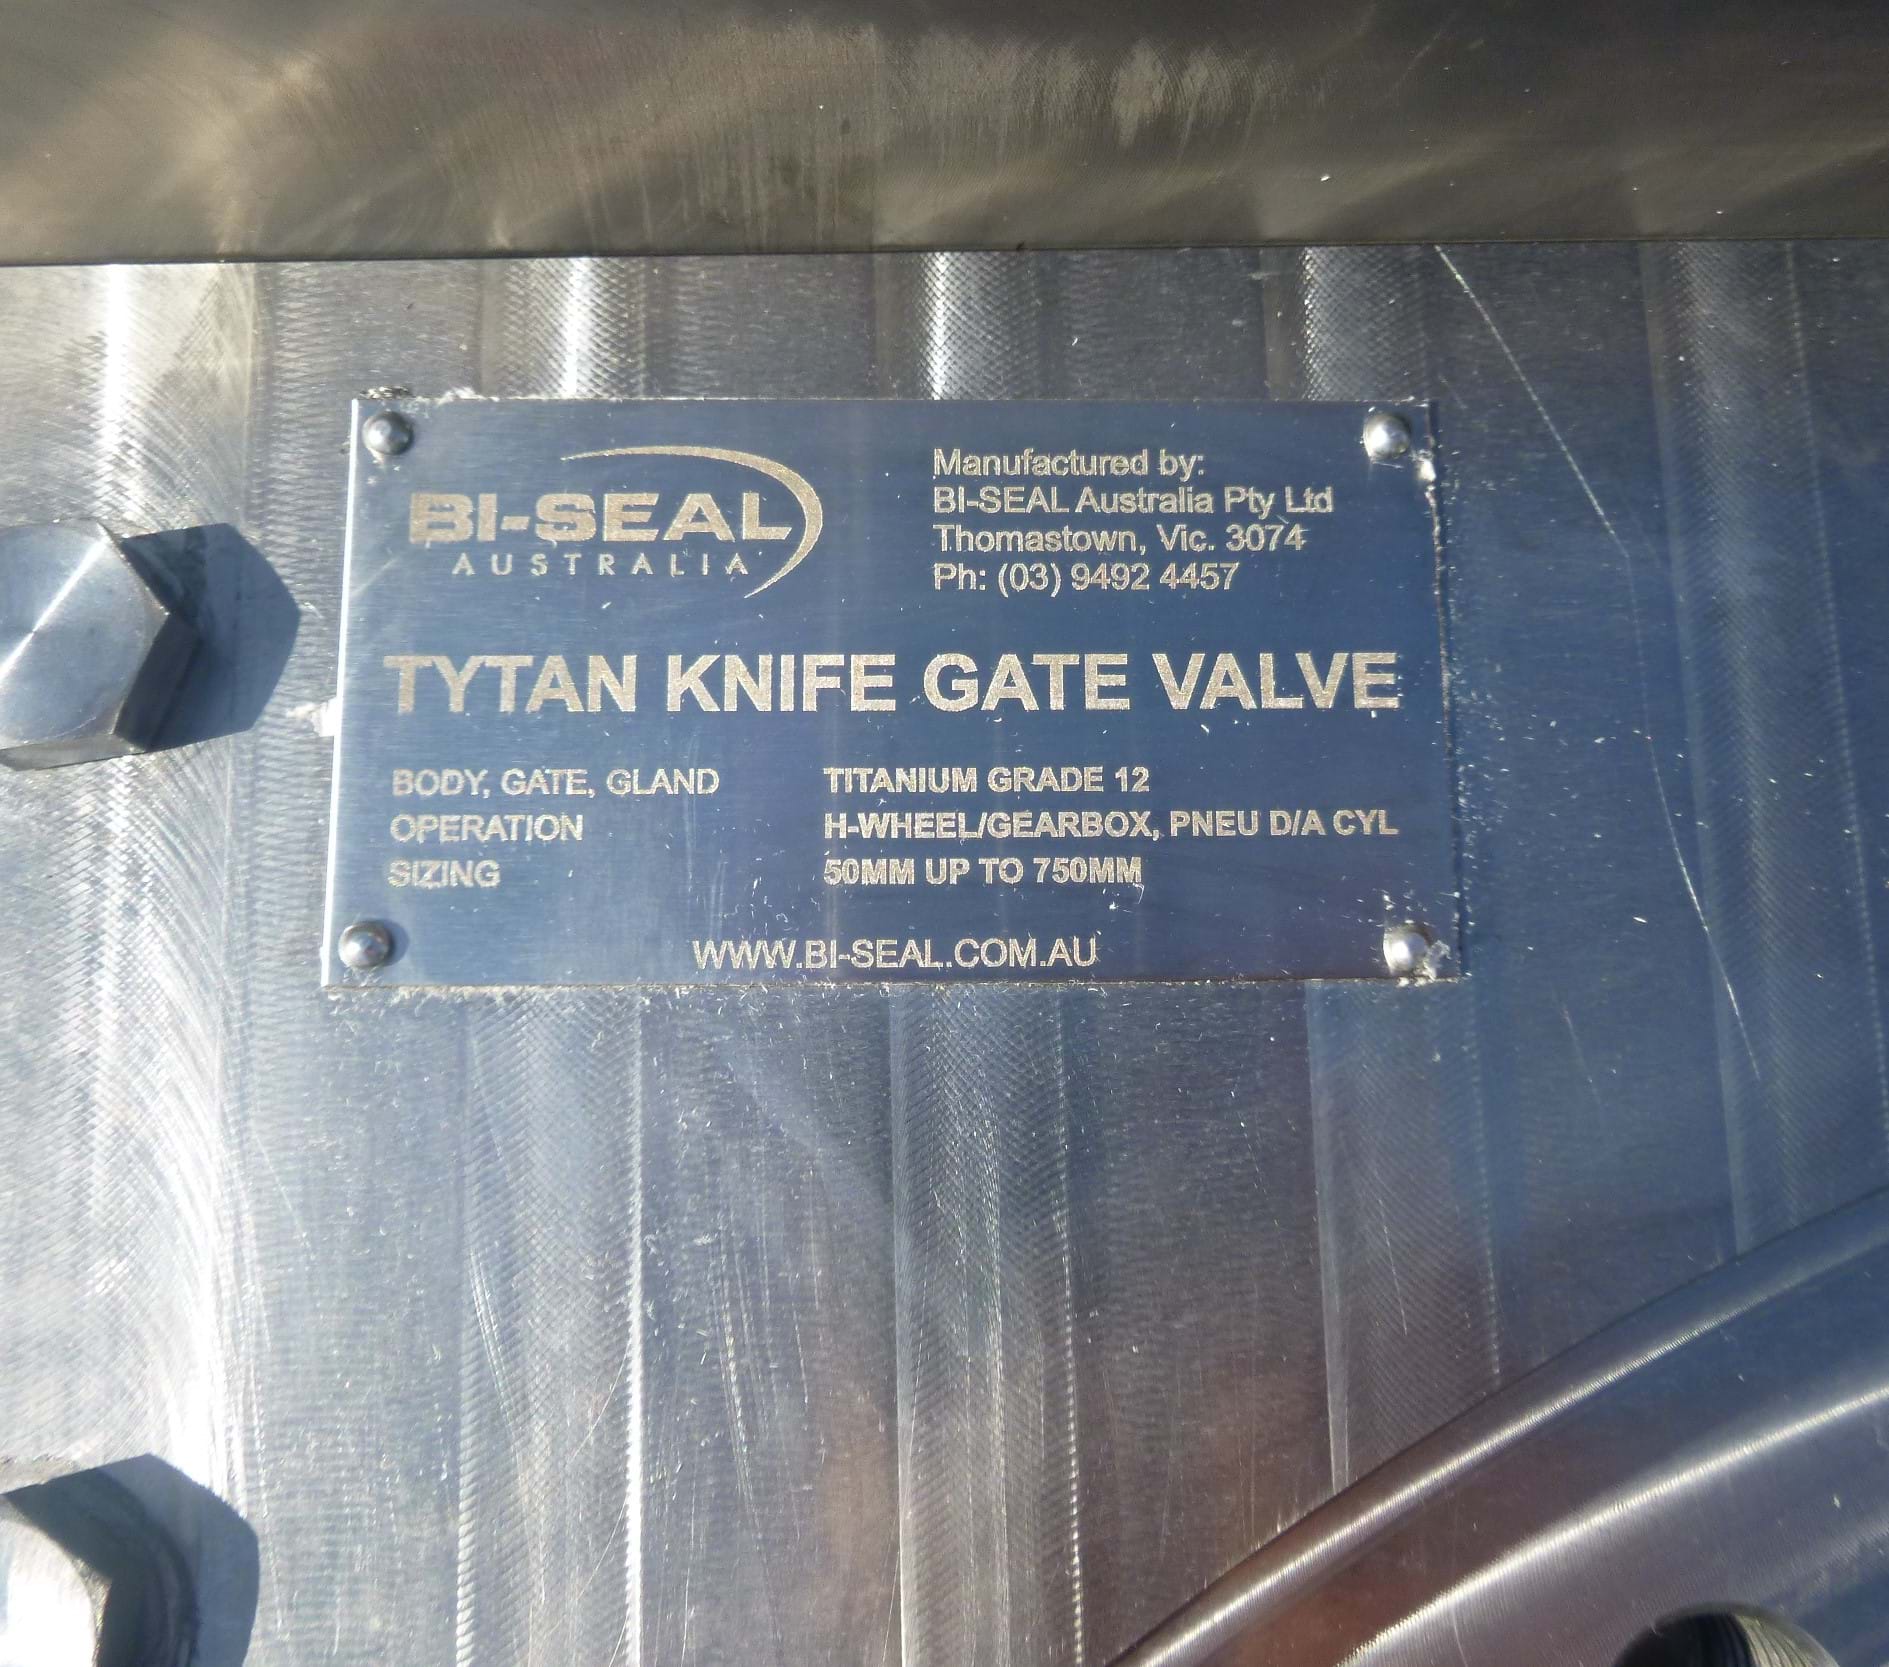 BI-SEAL
AUSTRALIA
Manufactured by:
BI-SEAL Australia Pty Ltd
Thomastown, Vic. 3074
Ph: (03) 9492 4457
TYTAN KNIFE GATE VALVE
BODY, GATE, GLAND TITANIUM GRADE 12
OPERATION H-WHEEL/GEARBOX, PNEU D/A CYL
SIZING 50MM UP TO 750MM
WWW.BI-SEAL.COM.AU